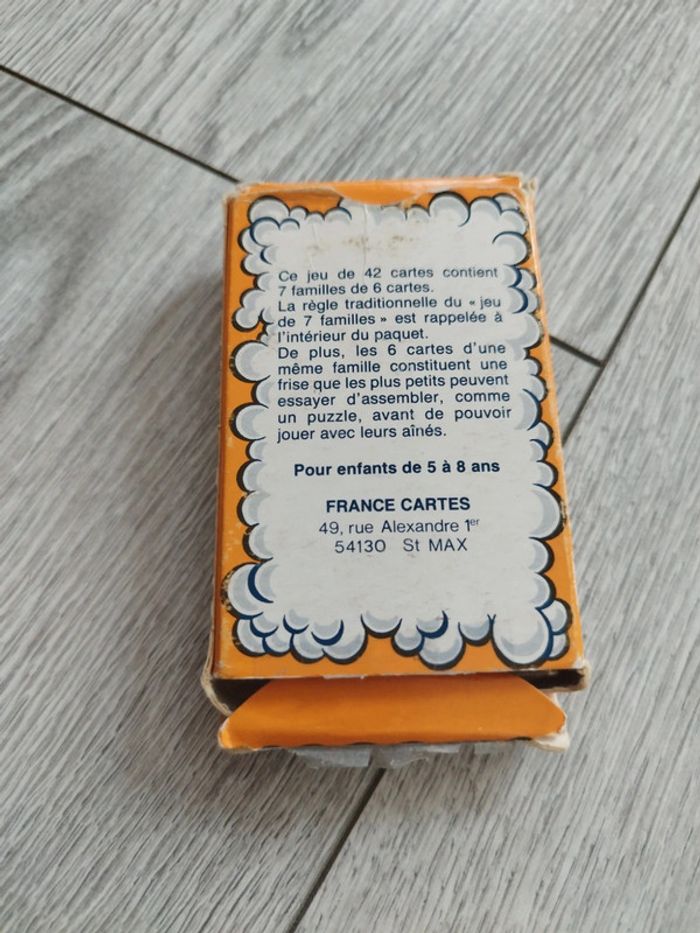 Ce jeu de 42 cartes contient
7 familles de 6 cartes.
La règle traditionnelle du « jeu
de 7 familles » est rappelée à
l'intérieur du paquet.
De plus, les 6 cartes d'une
même famille constituent une
frise que les plus petits peuvent
essayer d'assembler, comme
un puzzle, avant de pouvoir
jouer avec leurs aînés.
Pour enfants de 5 à 8 ans
FRANCE CARTES
49, rue Alexandre 1er
54130 St MAX